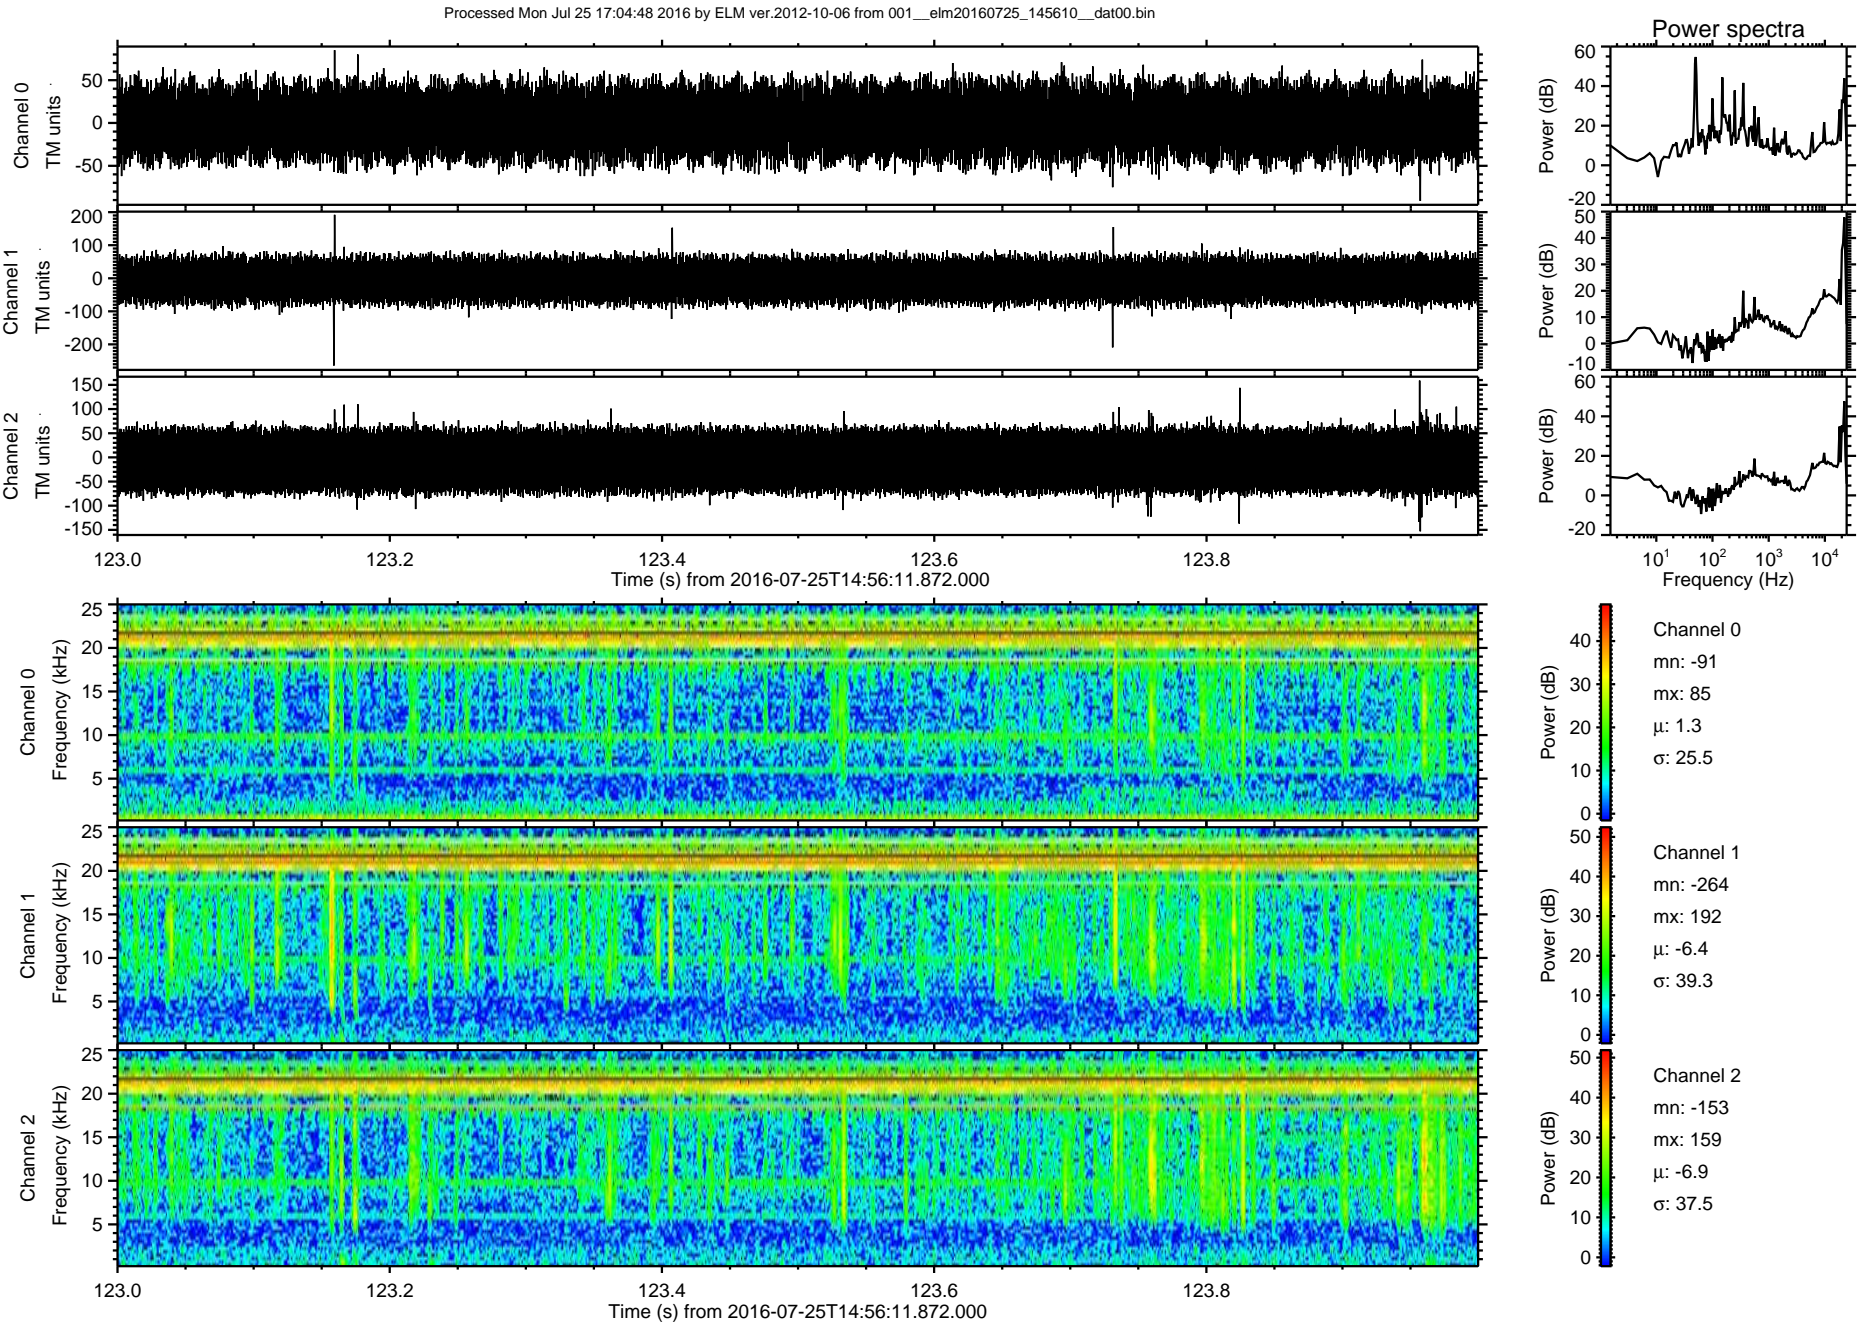 Processed Mon Jul 25 17:04:48 2016 by ELM ver.2012-10-06 from 001__elm20160725_145610__dat00.bin
Power spectra
Channel 0
TM units
50
0
-50
Power (dB)
60
40
20
0
-20
Channel 1
TM units
200
100
0
-100
-200
Power (dB)
50
40
30
20
10
0
-10
Channel 2
TM units
150
100
50
0
-50
-100
-150
Power (dB)
60
40
20
0
-20
123.0 123.2 123.4 123.6 123.8
Time (s) from 2016-07-25T14:56:11.872.000
10^1 10^2 10^3 10^4
Frequency (Hz)
Channel 0
Frequency (kHz)
25
20
15
10
5
Power (dB)
40
30
20
10
0
Channel 0
mn: -91
mx: 85
μ: 1.3
σ: 25.5
Channel 1
Frequency (kHz)
25
20
15
10
5
Power (dB)
50
40
30
20
10
0
Channel 1
mn: -264
mx: 192
μ: -6.4
σ: 39.3
Channel 2
Frequency (kHz)
25
20
15
10
5
Power (dB)
50
40
30
20
10
0
Channel 2
mn: -153
mx: 159
μ: -6.9
σ: 37.5
123.0 123.2 123.4 123.6 123.8
Time (s) from 2016-07-25T14:56:11.872.000